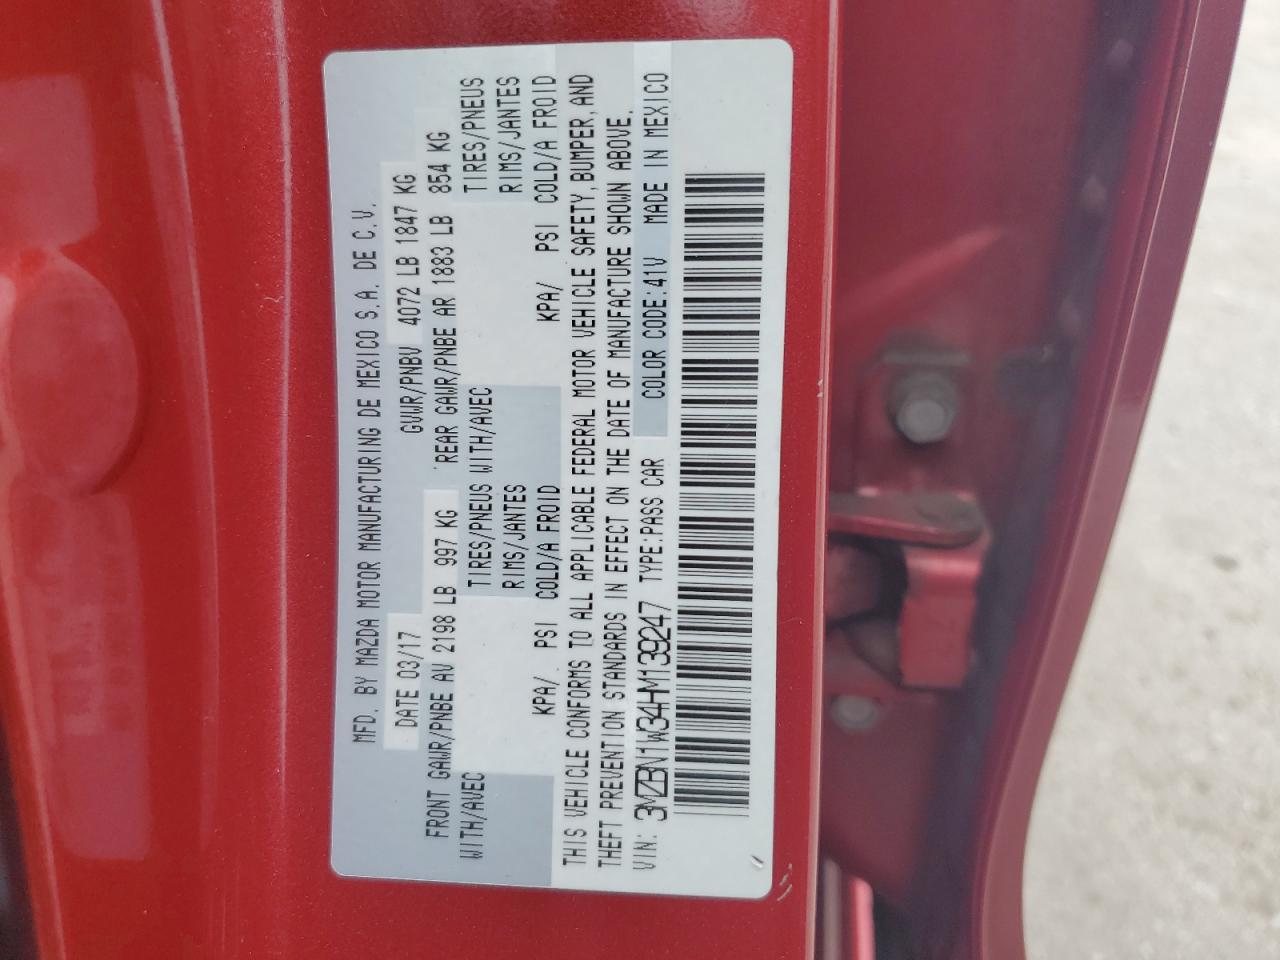 MFD. BY MAZDA MOTOR MANUFACTURING DE MEXICO S.A. DE C.V.
DATE 03/17 GVWR/PNBV 4072 LB 1847 KG
FRONT GAWR/PNBE AV 2198 LB 997 KG REAR GAWR/PNBE AR 1883 LB 854 KG
WITH/AVEC TIRES/PNEUS WITH/AVEC TIRES/PNEUS
RIMS/JANTES RIMS/JANTES
KPA/ PSI COLD/A FROID KPA/ PSI COLD/A FROID
THIS VEHICLE CONFORMS TO ALL APPLICABLE FEDERAL MOTOR VEHICLE SAFETY, BUMPER, AND
THEFT PREVENTION STANDARDS IN EFFECT ON THE DATE OF MANUFACTURE SHOWN ABOVE.
VIN: 3MZBN1W34HM139247 TYPE:PASS CAR COLOR CODE:41V MADE IN MEXICO